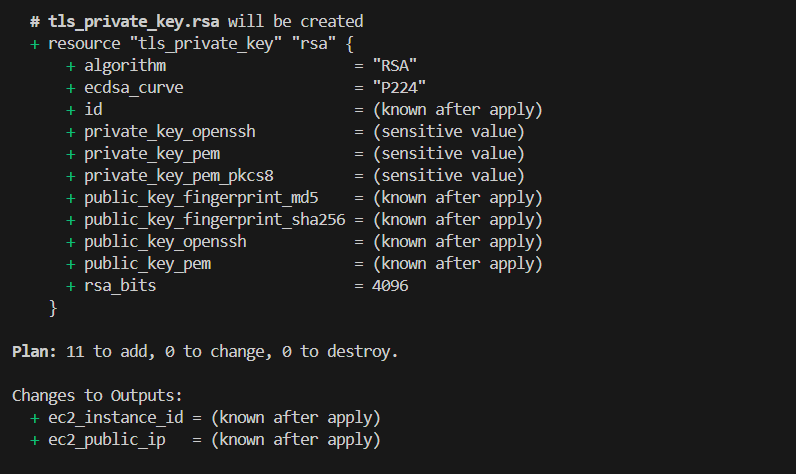 # tls_private_key.rsa will be created
+ resource "tls_private_key" "rsa" {
+ algorithm = "RSA"
+ ecdsa_curve = "P224"
+ id = (known after apply)
+ private_key_openssh = (sensitive value)
+ private_key_pem = (sensitive value)
+ private_key_pem_pkcs8 = (sensitive value)
+ public_key_fingerprint_md5 = (known after apply)
+ public_key_fingerprint_sha256 = (known after apply)
+ public_key_openssh = (known after apply)
+ public_key_pem = (known after apply)
+ rsa_bits = 4096
}
Plan: 11 to add, 0 to change, 0 to destroy.
Changes to Outputs:
+ ec2_instance_id = (known after apply)
+ ec2_public_ip = (known after apply)